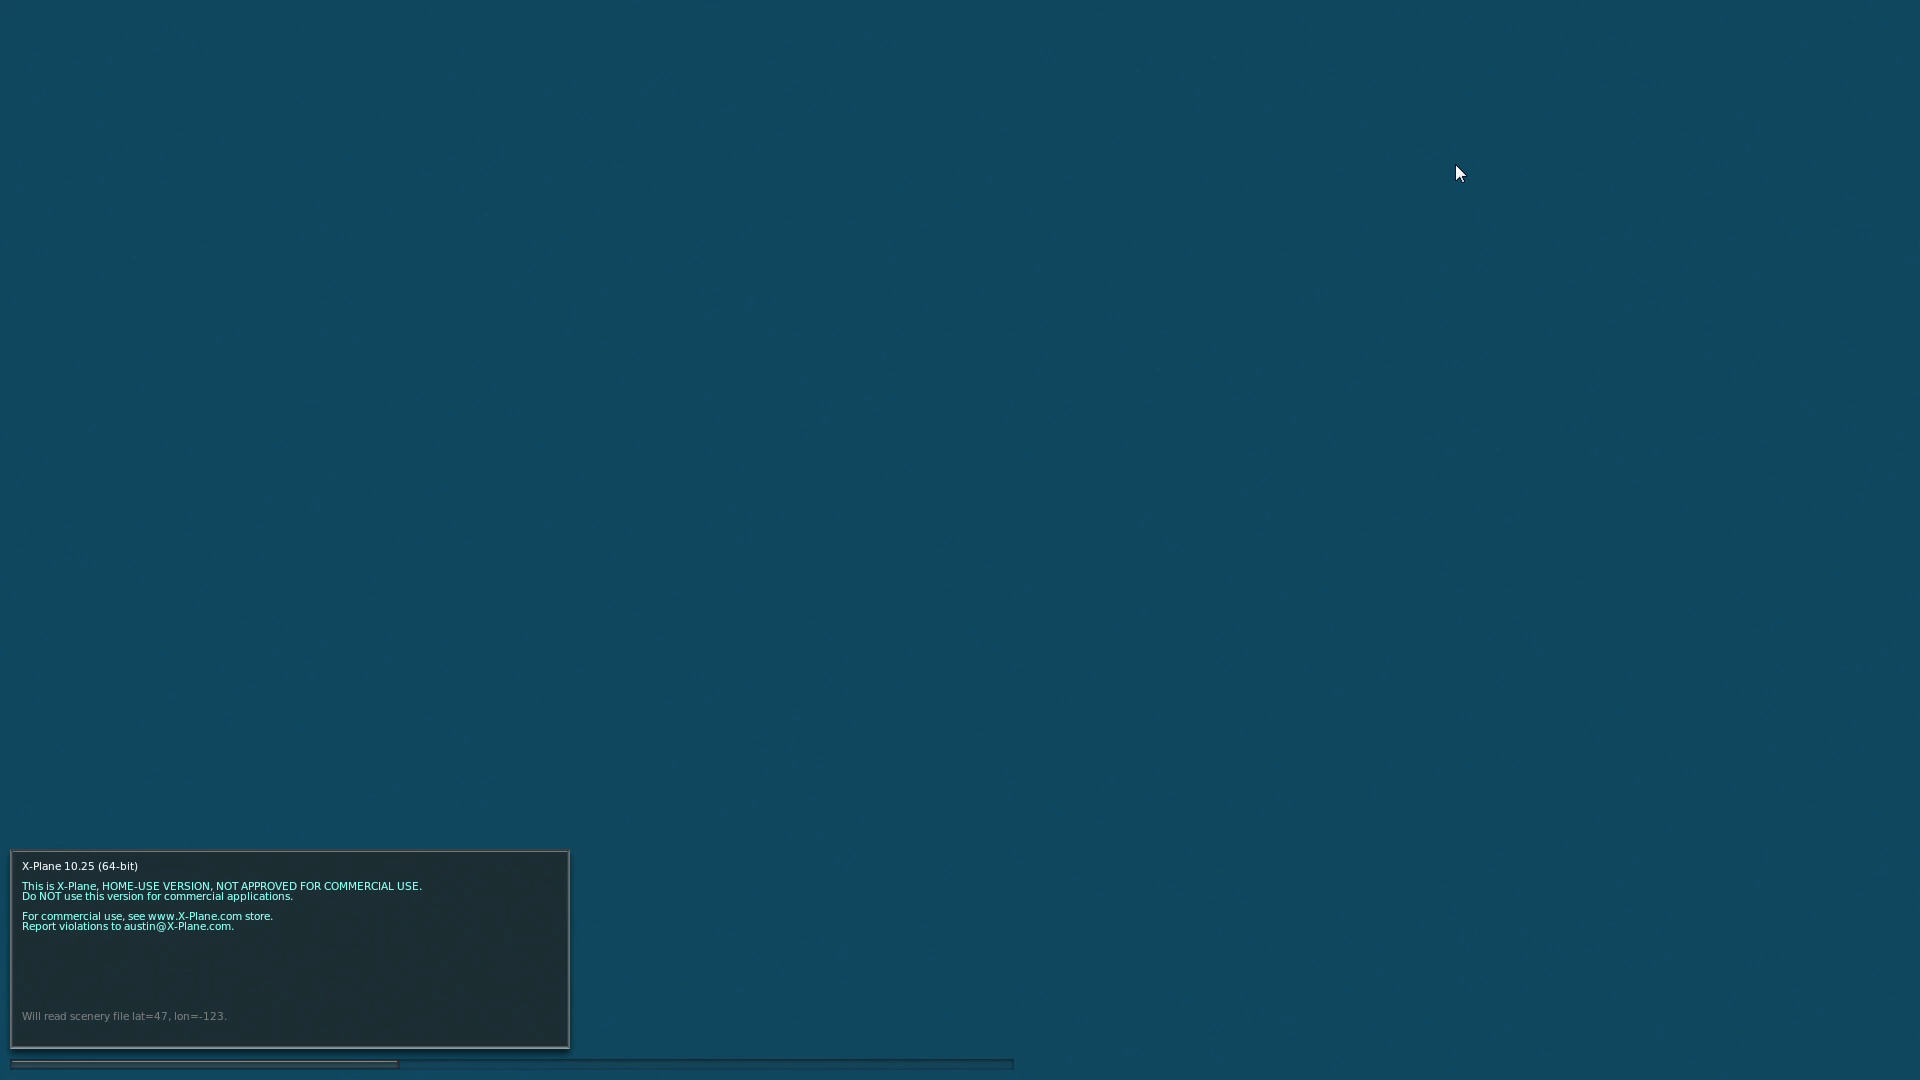 X-Plane 10.25 (64-bit)
This is X-Plane, HOME-USE VERSION, NOT APPROVED FOR COMMERCIAL USE.
Do NOT use this version for commercial applications.
For commercial use, see www.X-Plane.com store.
Report violations to austin@X-Plane.com.
Will read scenery file lat=47, lon=-123.